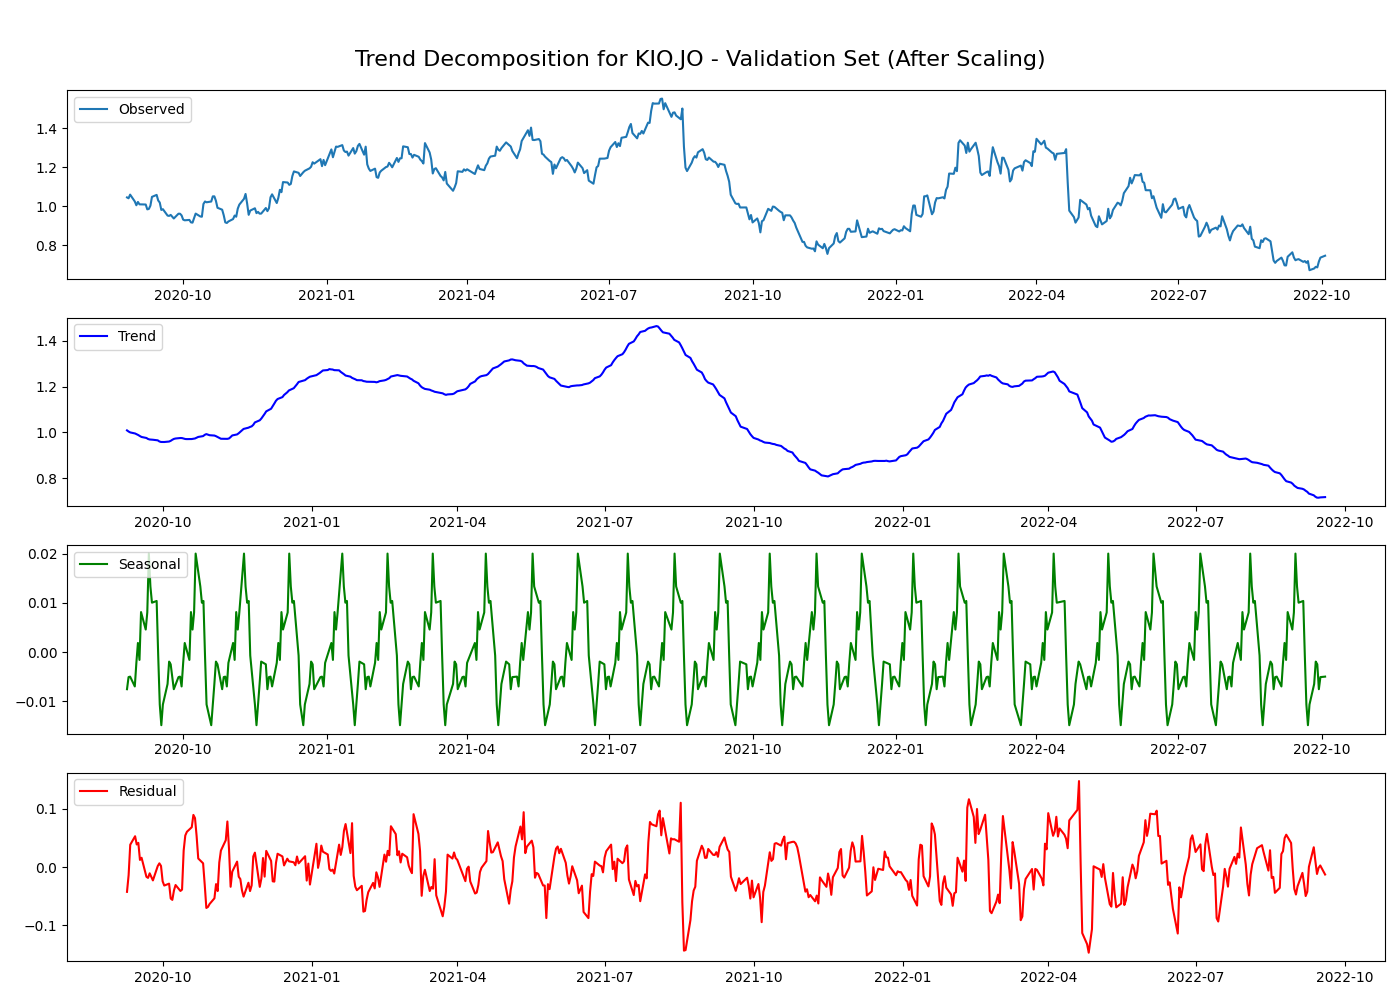 Trend Decomposition for KIO.JO - Validation Set (After Scaling)
Observed
1.4
1.2
1.0
0.8
2020-10 2021-01 2021-04 2021-07 2021-10 2022-01 2022-04 2022-07 2022-10
Trend
1.4
1.2
1.0
0.8
2020-10 2021-01 2021-04 2021-07 2021-10 2022-01 2022-04 2022-07 2022-10
0.02
Seasonal
0.01
0.00
−0.01
2020-10 2021-01 2021-04 2021-07 2021-10 2022-01 2022-04 2022-07 2022-10
Residual
0.1
0.0
−0.1
2020-10 2021-01 2021-04 2021-07 2021-10 2022-01 2022-04 2022-07 2022-10